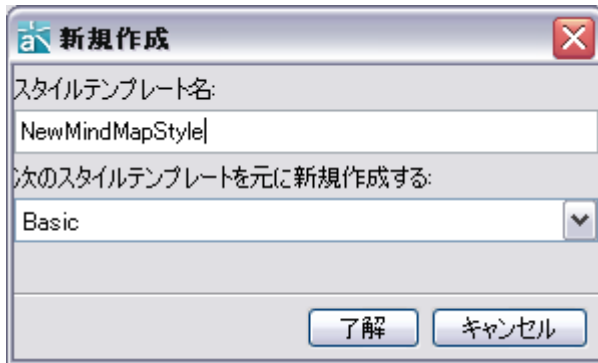 新規作成
スタイルテンプレート名:
NewMindMapStyle
次のスタイルテンプレートを元に新規作成する:
Basic
了解 キャンセル